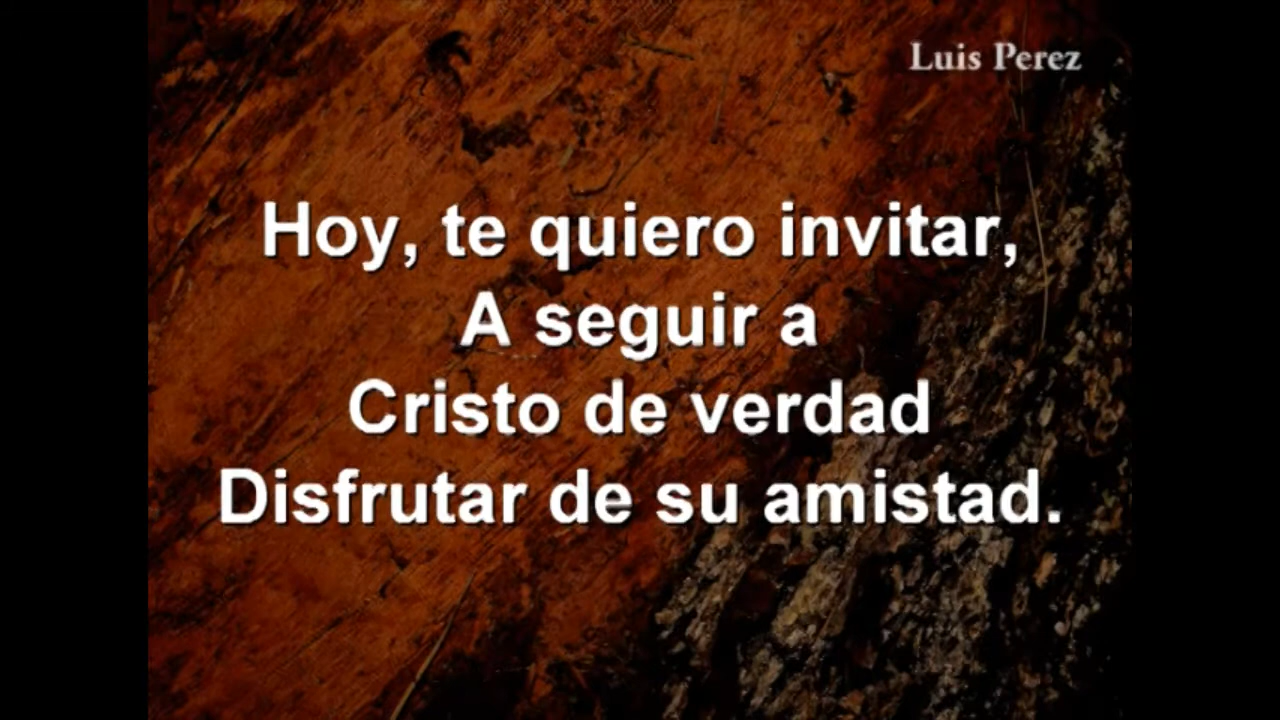 Luis Perez
Hoy, te quiero invitar,
A seguir a
Cristo de verdad
Disfrutar de su amistad.